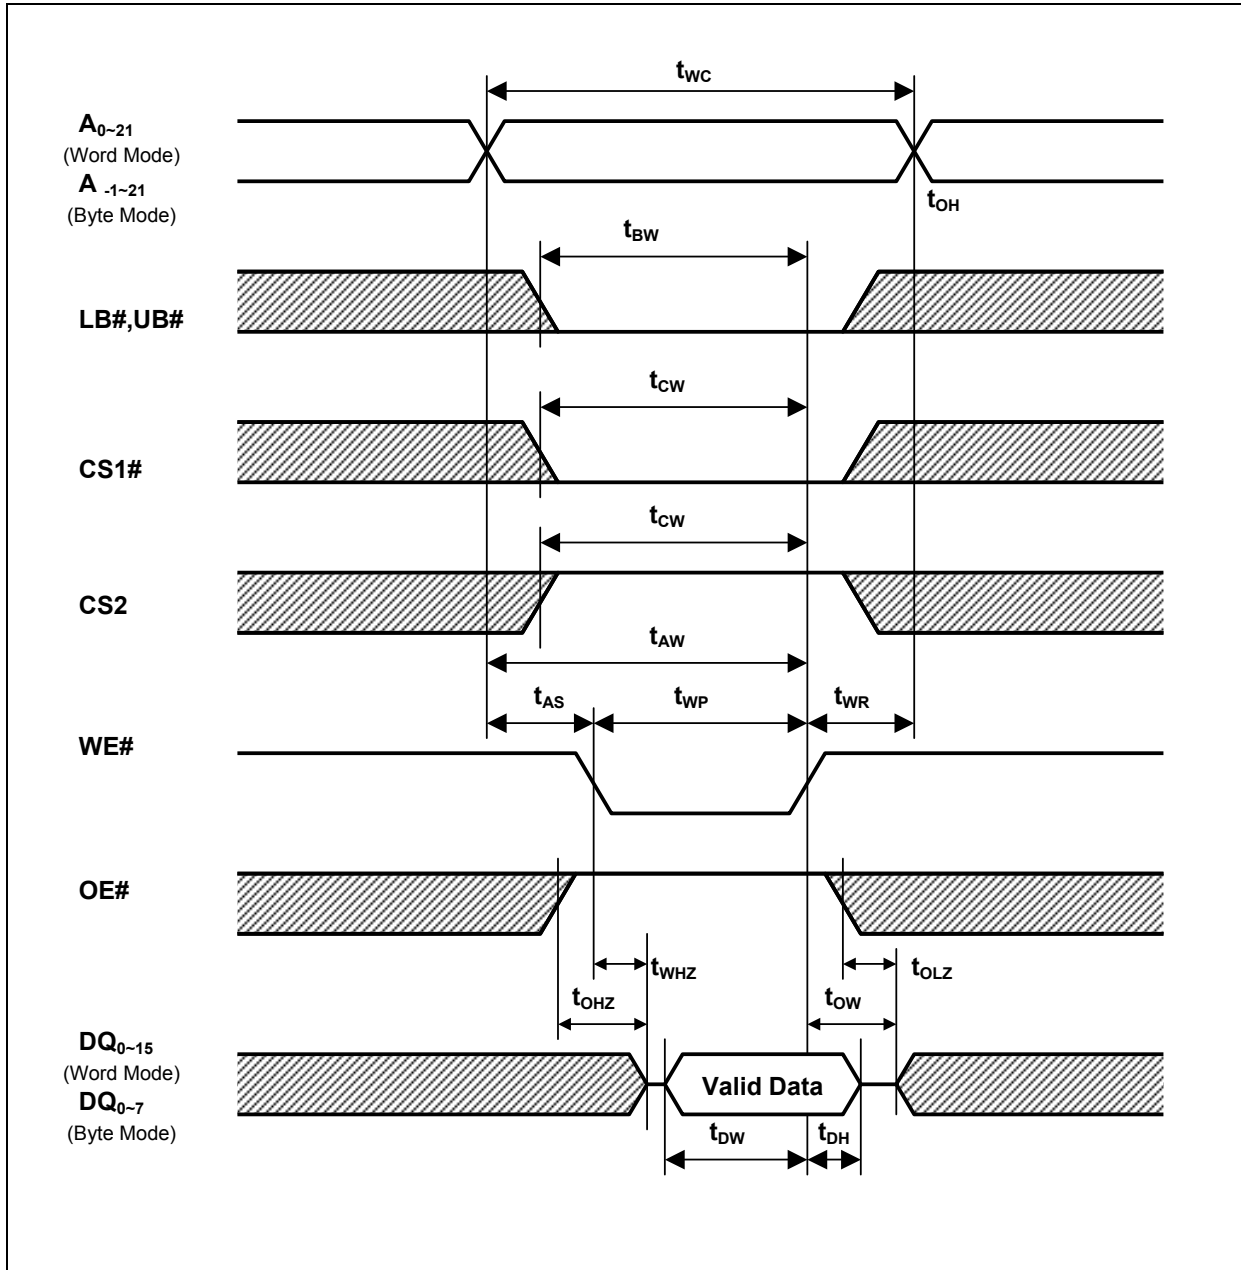 tWC
A0~21
(Word Mode)
A -1~21
(Byte Mode)
tOH
tBW
LB#,UB#
tCW
CS1#
tCW
CS2
tAW
tAS
tWP
tWR
WE#
OE#
tWHZ
tOLZ
tOHZ
tOW
DQ0~15
(Word Mode)
DQ0~7
(Byte Mode)
Valid Data
tDW
tDH